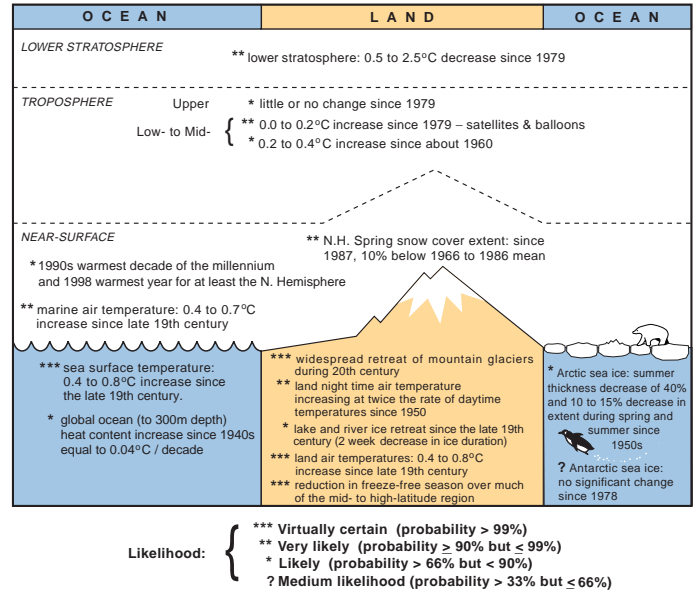 OCEAN
LAND
OCEAN
LOWER STRATOSPHERE
** lower stratosphere: 0.5 to 2.5°C decrease since 1979
TROPOSPHERE
Upper
* little or no change since 1979
Low- to Mid-
{ ** 0.0 to 0.2°C increase since 1979 – satellites & balloons
* 0.2 to 0.4°C increase since about 1960
NEAR-SURFACE
** N.H. Spring snow cover extent: since
1987, 10% below 1966 to 1986 mean
* 1990s warmest decade of the millennium
and 1998 warmest year for at least the N. Hemisphere
** marine air temperature: 0.4 to 0.7°C
increase since late 19th century
*** sea surface temperature:
0.4 to 0.8°C increase since
the late 19th century.
* global ocean (to 300m depth)
heat content increase since 1940s
equal to 0.04°C / decade
*** widespread retreat of mountain glaciers
during 20th century
** land night time air temperature
increasing at twice the rate of daytime
temperatures since 1950
* lake and river ice retreat since the late 19th
century (2 week decrease in ice duration)
*** land air temperatures: 0.4 to 0.8°C
increase since late 19th century
*** reduction in freeze-free season over much
of the mid- to high-latitude region
* Arctic sea ice: summer
thickness decrease of 40%
and 10 to 15% decrease in
extent during spring and
summer since
1950s
? Antarctic sea ice:
no significant change
since 1978
Likelihood:
{ *** Virtually certain (probability > 99%)
** Very likely (probability ≥ 90% but ≤ 99%)
* Likely (probability > 66% but < 90%)
? Medium likelihood (probability > 33% but ≤ 66%)